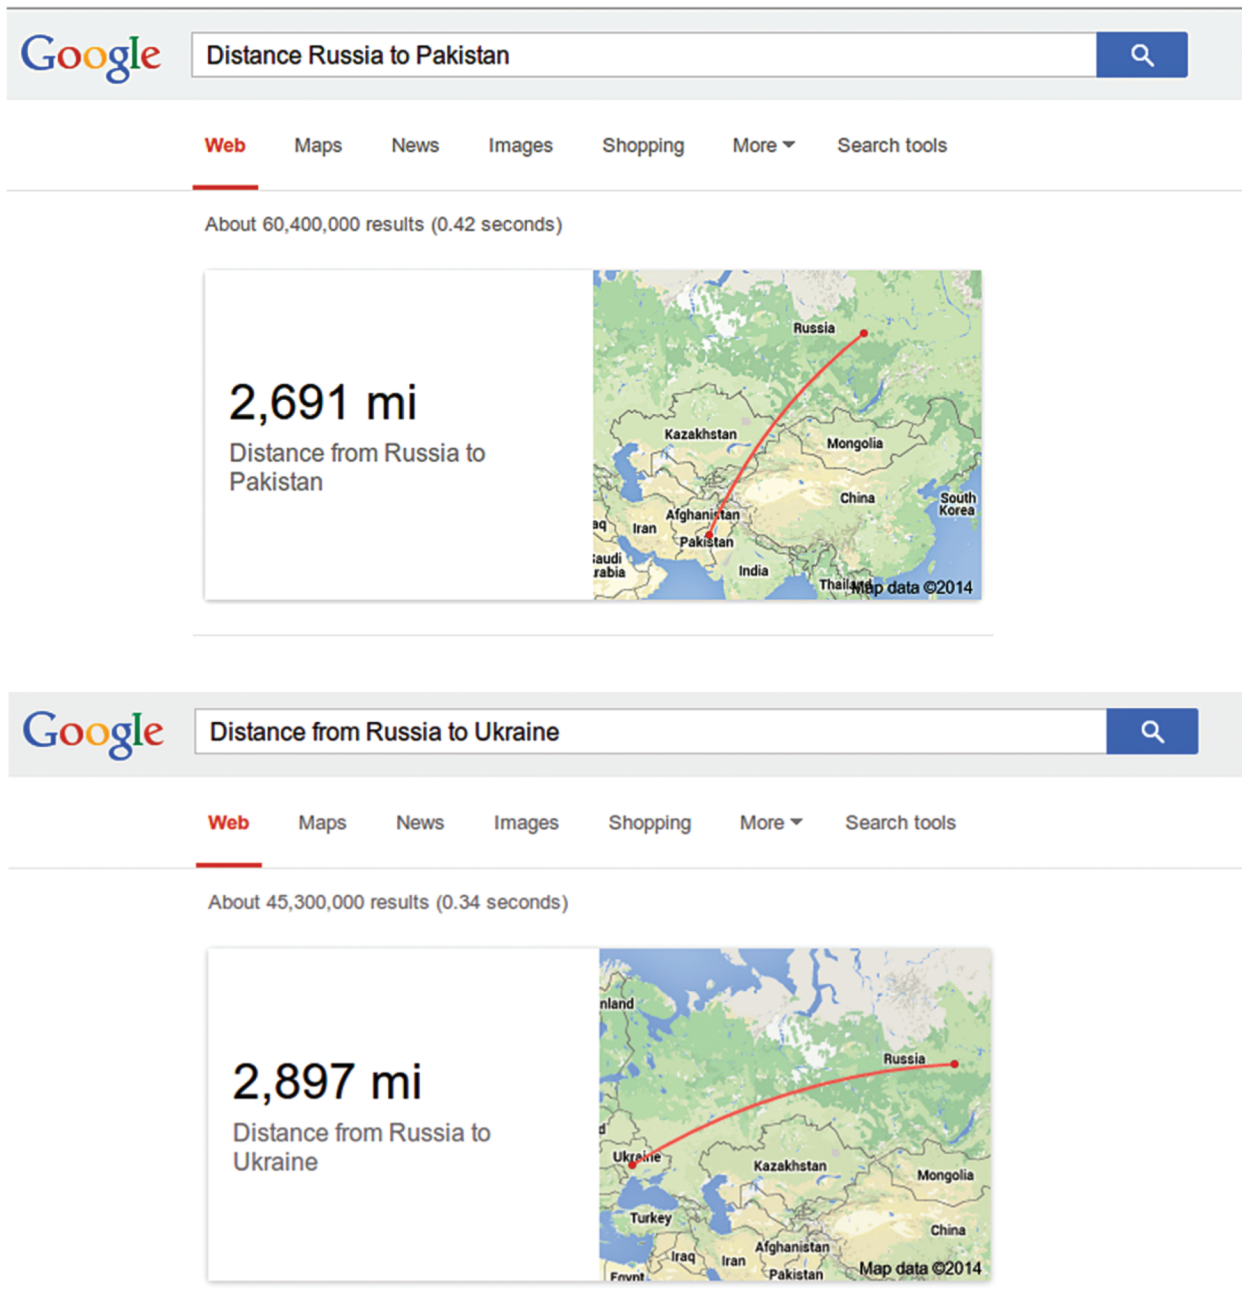 Google
Distance Russia to Pakistan
Web Maps News Images Shopping More Search tools
About 60,400,000 results (0.42 seconds)
2,691 mi
Distance from Russia to
Pakistan
Russia
Kazakhstan
Mongolia
China
South
Korea
Afghanistan
aq
Iran
Pakistan
audi
rabia
India
Map data ©2014
Google
Distance from Russia to Ukraine
Web Maps News Images Shopping More Search tools
About 45,300,000 results (0.34 seconds)
2,897 mi
Distance from Russia to
Ukraine
nland
Russia
d
Ukraine
Kazakhstan
Mongolia
Turkey
China
Afghanistan
Iraq
Iran
Pakistan
Map data ©2014